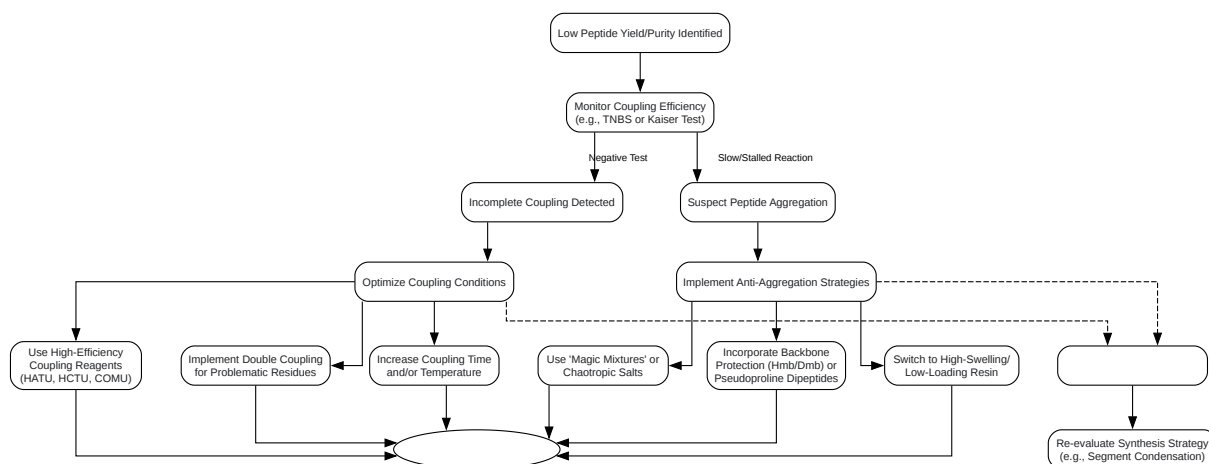 Low Peptide Yield/Purity Identified
Monitor Coupling Efficiency
(e.g., TNBS or Kaiser Test)
Negative Test
Slow/Stalled Reaction
Incomplete Coupling Detected
Suspect Peptide Aggregation
Optimize Coupling Conditions
Implement Anti-Aggregation Strategies
Use High-Efficiency
Coupling Reagents
(HATU, HCTU, COMU)
Implement Double Coupling
for Problematic Residues
Increase Coupling Time
and/or Temperature
Use 'Magic Mixtures' or
Chaotropic Salts
Incorporate Backbone
Protection (Hmb/Dmb) or
Pseudoproline Dipeptides
Switch to High-Swelling/
Low-Loading Resin
Re-evaluate Synthesis Strategy
(e.g., Segment Condensation)